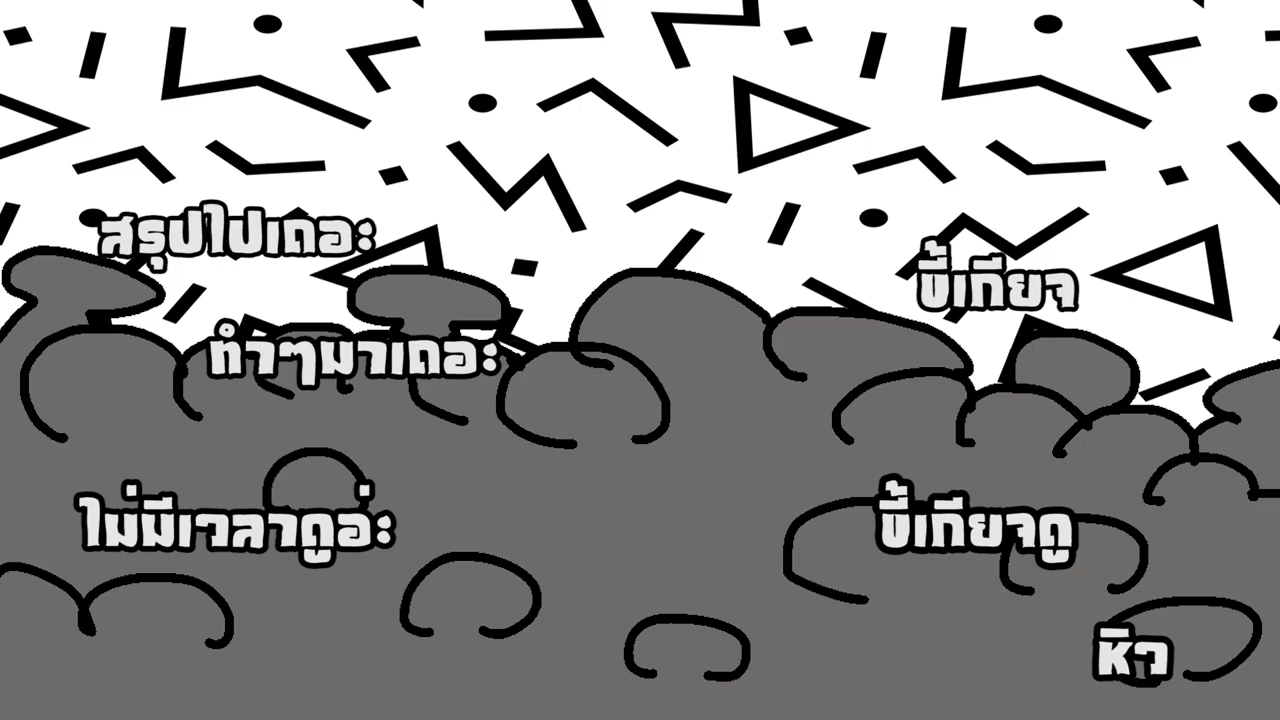 สรุปไปเถอะ
ขี้เกียจ
ทำๆมาเถอะ
ไม่มีเวลาดูอ่ะ
ขี้เกียจดู
หิว